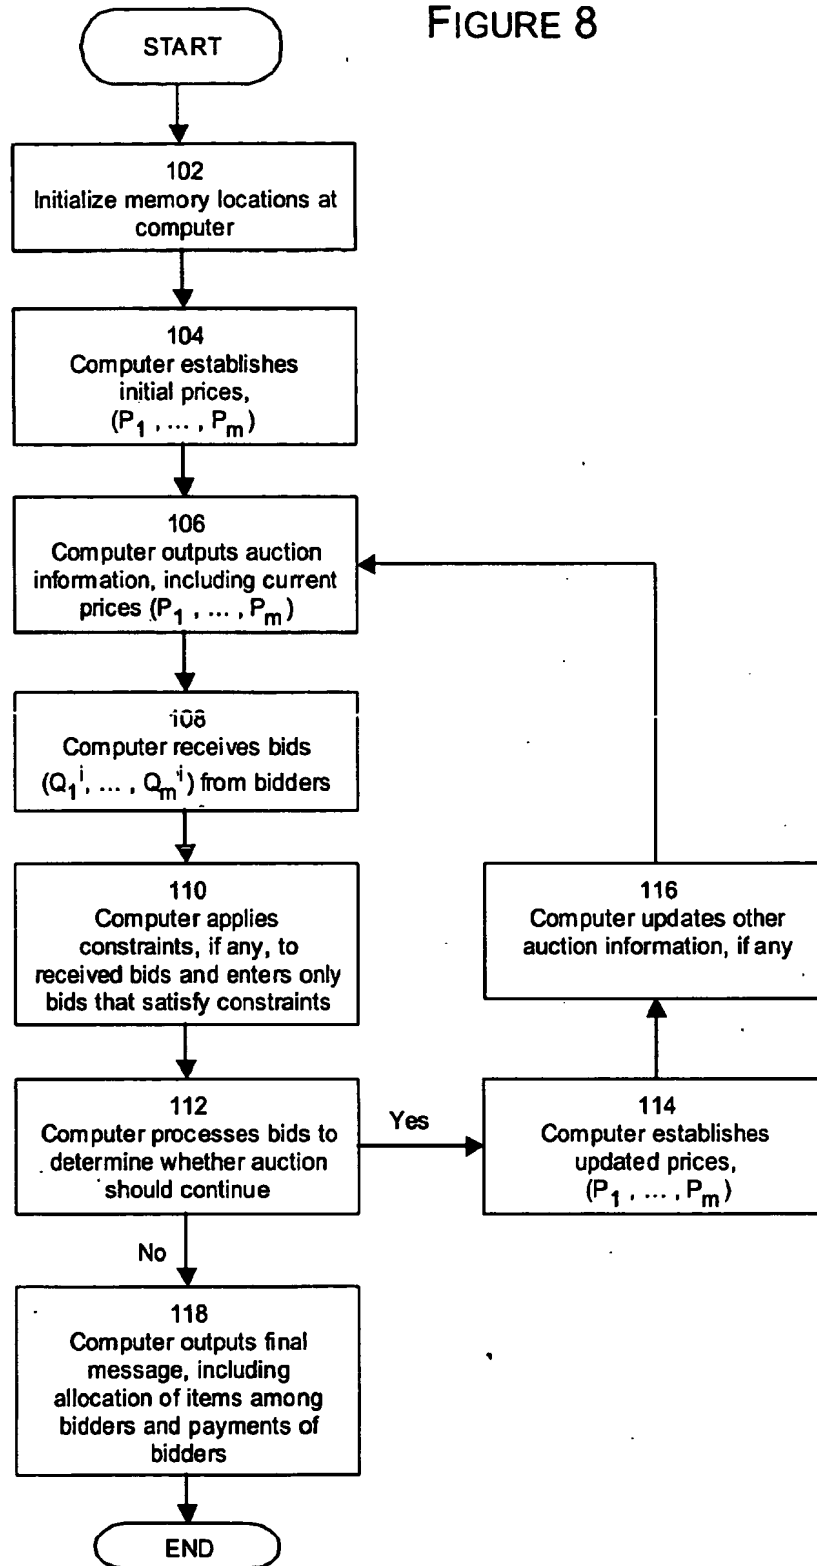 FIGURE 8
START
102
Initialize memory locations at
computer
104
Computer establishes
initial prices,
(P1 , ... , Pm )
106
Computer outputs auction
information, including current
prices (P1 , ... , Pm )
108
Computer receives bids
(Q1^i, ... , Qm^i) from bidders
110
Computer applies
constraints, if any, to
received bids and enters only
bids that satisfy constraints
112
Computer processes bids to
determine whether auction
should continue
Yes
114
Computer establishes
updated prices,
(P1 , ... , Pm )
116
Computer updates other
auction information, if any
No
118
Computer outputs final
message, including
allocation of items among
bidders and payments of
bidders
END